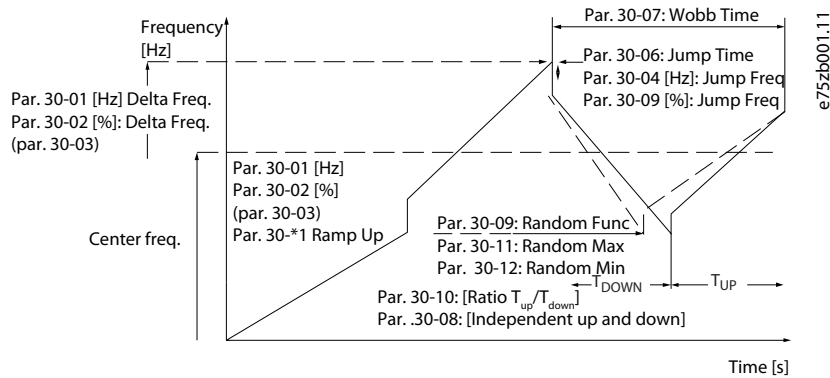 Frequency
[Hz]
Par. 30-07: Wobb Time
Par. 30-06: Jump Time
Par. 30-04 [Hz]: Jump Freq
Par. 30-09 [%]: Jump Freq
e75zb001.11
Par. 30-01 [Hz] Delta Freq.
Par. 30-02 [%]: Delta Freq.
(par. 30-03)
Par. 30-01 [Hz]
Par. 30-02 [%]
(par. 30-03)
Par. 30-*1 Ramp Up
Center freq.
Par. 30-09: Random Func
Par. 30-11: Random Max
Par. 30-12: Random Min
TDOWN
TUP
Par. 30-10: [Ratio Tup/Tdown]
Par. .30-08: [Independent up and down]
Time [s]